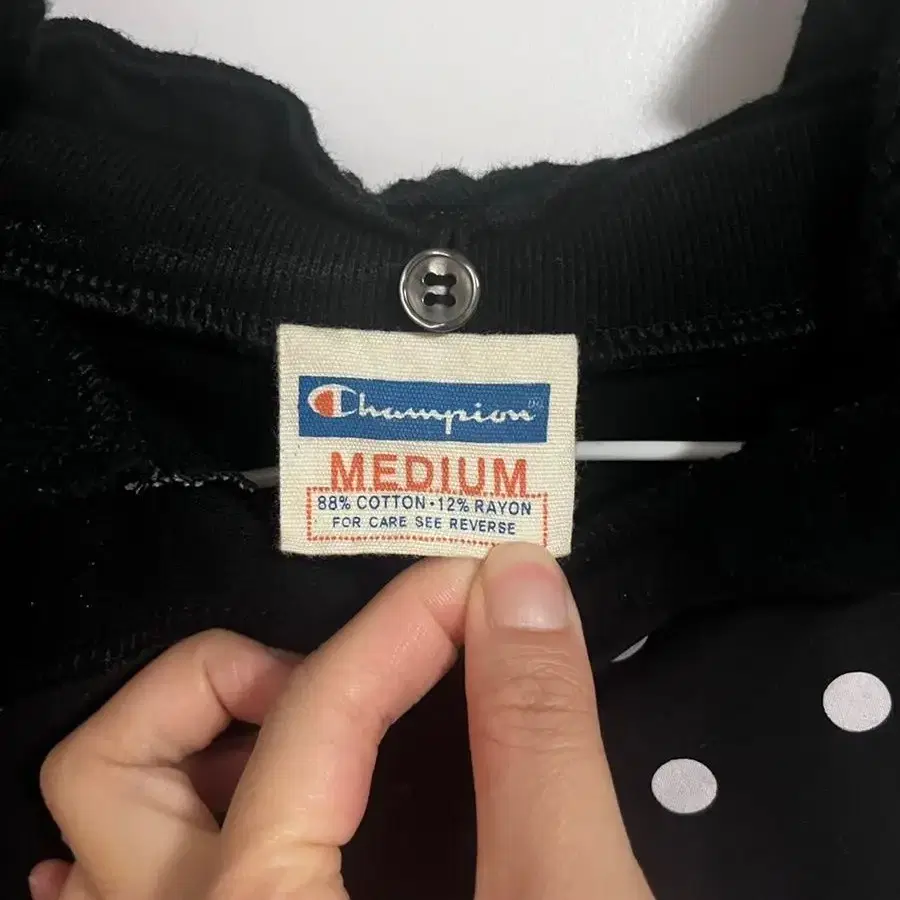 Champion
MEDIUM
88% COTTON·12% RAYON
FOR CARE SEE REVERSE